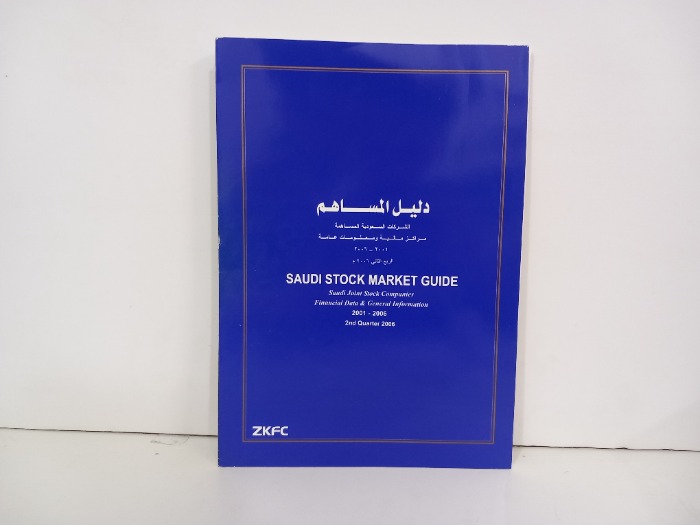 دليل المساهم
الشركات السعودية المساهمة
مراكز مالية ومعلومات عامة
٢٠٠١ - ٢٠٠٦
الربع الثاني ٢٠٠٦ م
SAUDI STOCK MARKET GUIDE
Saudi Joint Stock Companies
Financial Data & General Information
2001 - 2006
2nd Quarter 2006
ZKFC